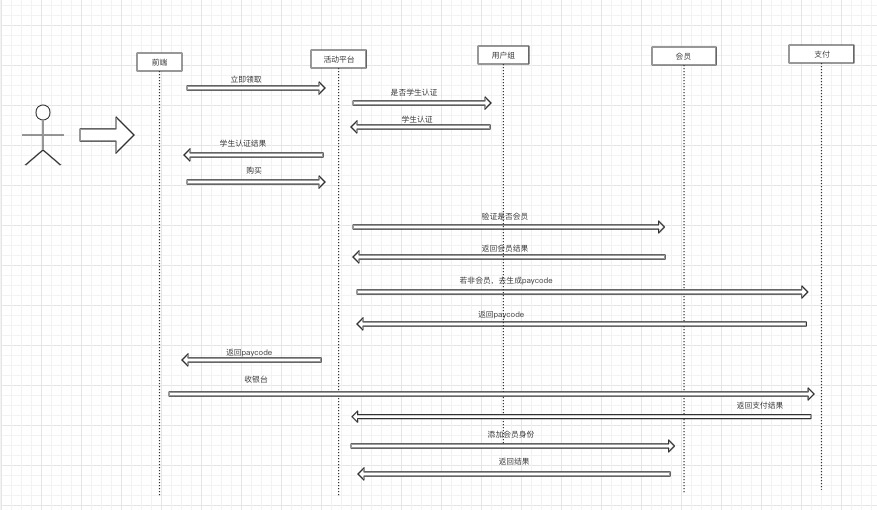 前端
活动平台
用户组
会员
支付
立即领取
是否学生认证
学生认证
学生认证结果
购买
验证是否会员
返回会员结果
若非会员、去生成paycode
返回paycode
返回paycode
收银台
返回支付结果
添加会员身份
返回结果